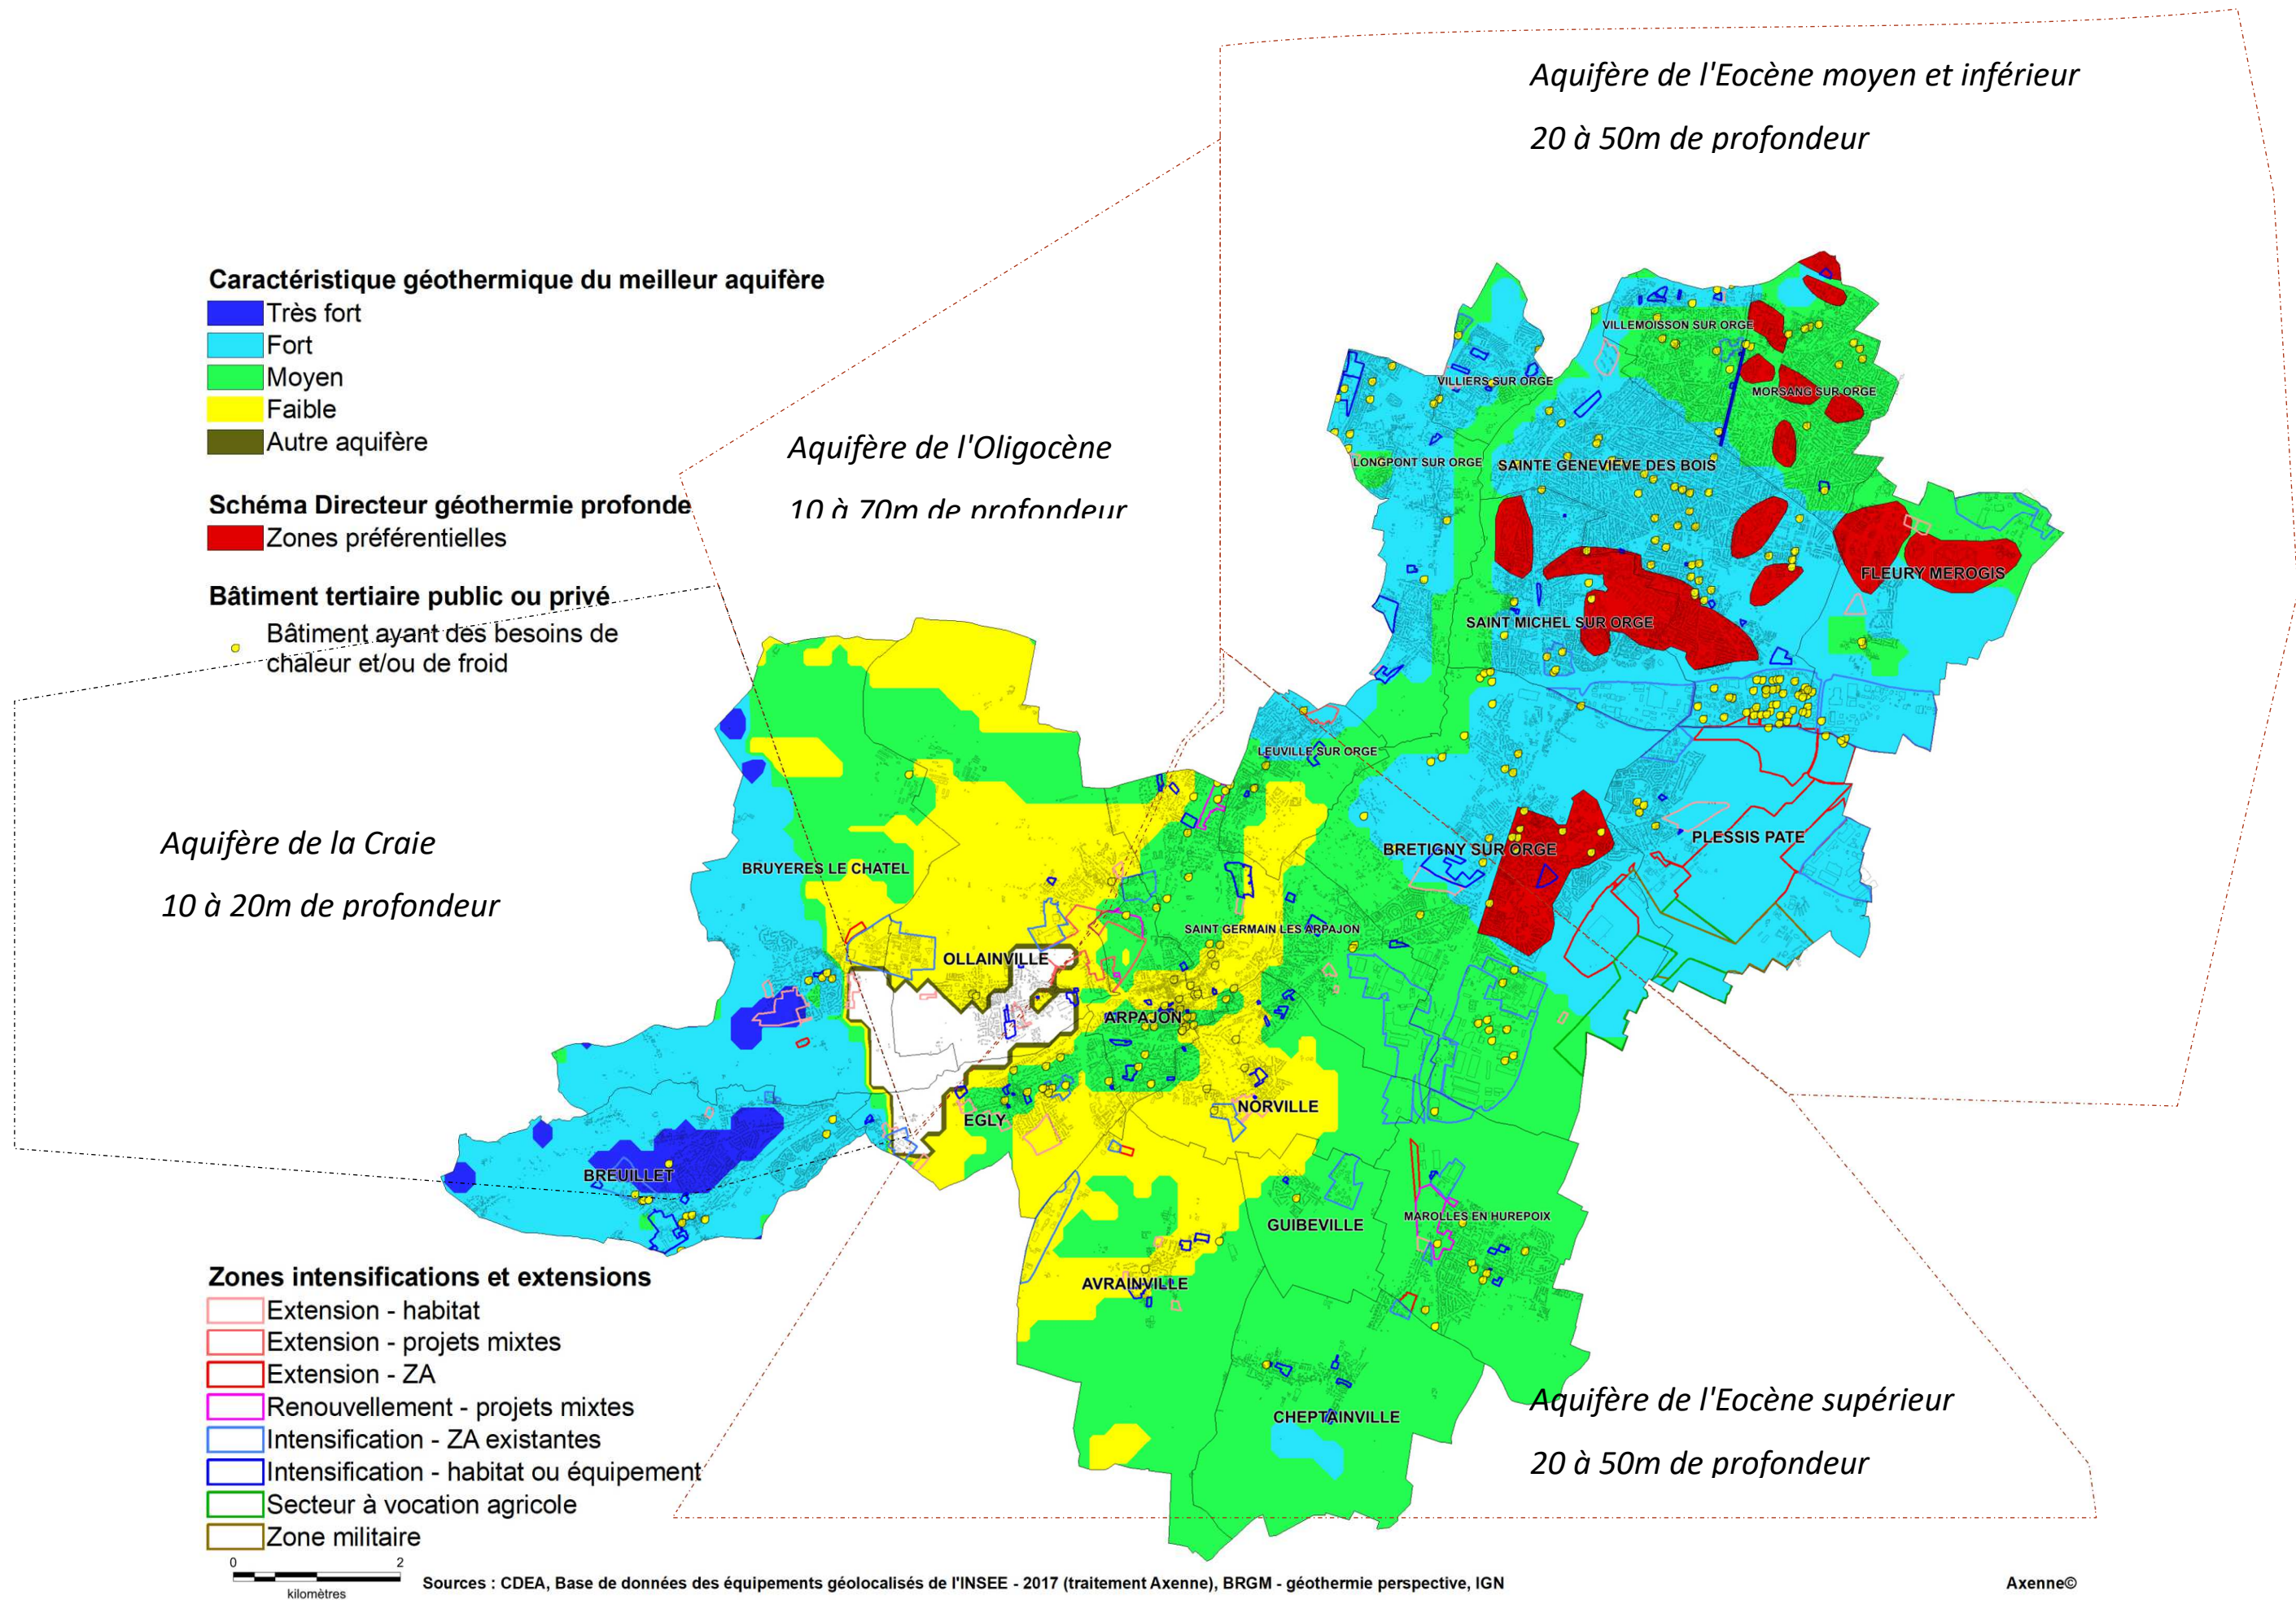 Aquifère de l'Eocène moyen et inférieur
20 à 50m de profondeur
Caractéristique géothermique du meilleur aquifère
Très fort
Fort
Moyen
Faible
Autre aquifère
Schéma Directeur géothermie profonde
Zones préférentielles
Bâtiment tertiaire public ou privé
Bâtiment ayant des besoins de
chaleur et/ou de froid
Aquifère de l'Oligocène
10 à 70m de profondeur
VILLEMOISSON SUR ORGE
VILLIERS SUR ORGE
MORSANG SUR ORGE
LONGPONT SUR ORGE
SAINTE GENEVIEVE DES BOIS
FLEURY MEROGIS
SAINT MICHEL SUR ORGE
LEUVILLE SUR ORGE
Aquifère de la Craie
10 à 20m de profondeur
BRUYERES LE CHATEL
BRETIGNY SUR ORGE
PLESSIS PATE
SAINT GERMAIN LES ARPAJON
OLLAINVILLE
ARPAJON
EGLY
NORVILLE
BREUILLET
GUIBEVILLE
MAROLLES EN HUREPOIX
AVRAINVILLE
CHEPTAINVILLE
Aquifère de l'Eocène supérieur
20 à 50m de profondeur
Zones intensifications et extensions
Extension - habitat
Extension - projets mixtes
Extension - ZA
Renouvellement - projets mixtes
Intensification - ZA existantes
Intensification - habitat ou équipement
Secteur à vocation agricole
Zone militaire
0 2
kilomètres
Sources : CDEA, Base de données des équipements géolocalisés de l'INSEE - 2017 (traitement Axenne), BRGM - géothermie perspective, IGN
Axenne©